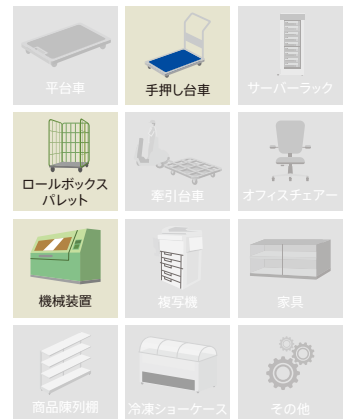 平台車
手押し台車
サーバーラック
ロールボックス
パレット
牽引台車
オフィスチェアー
機械装置
複写機
家具
商品陳列棚
冷凍ショーケース
その他